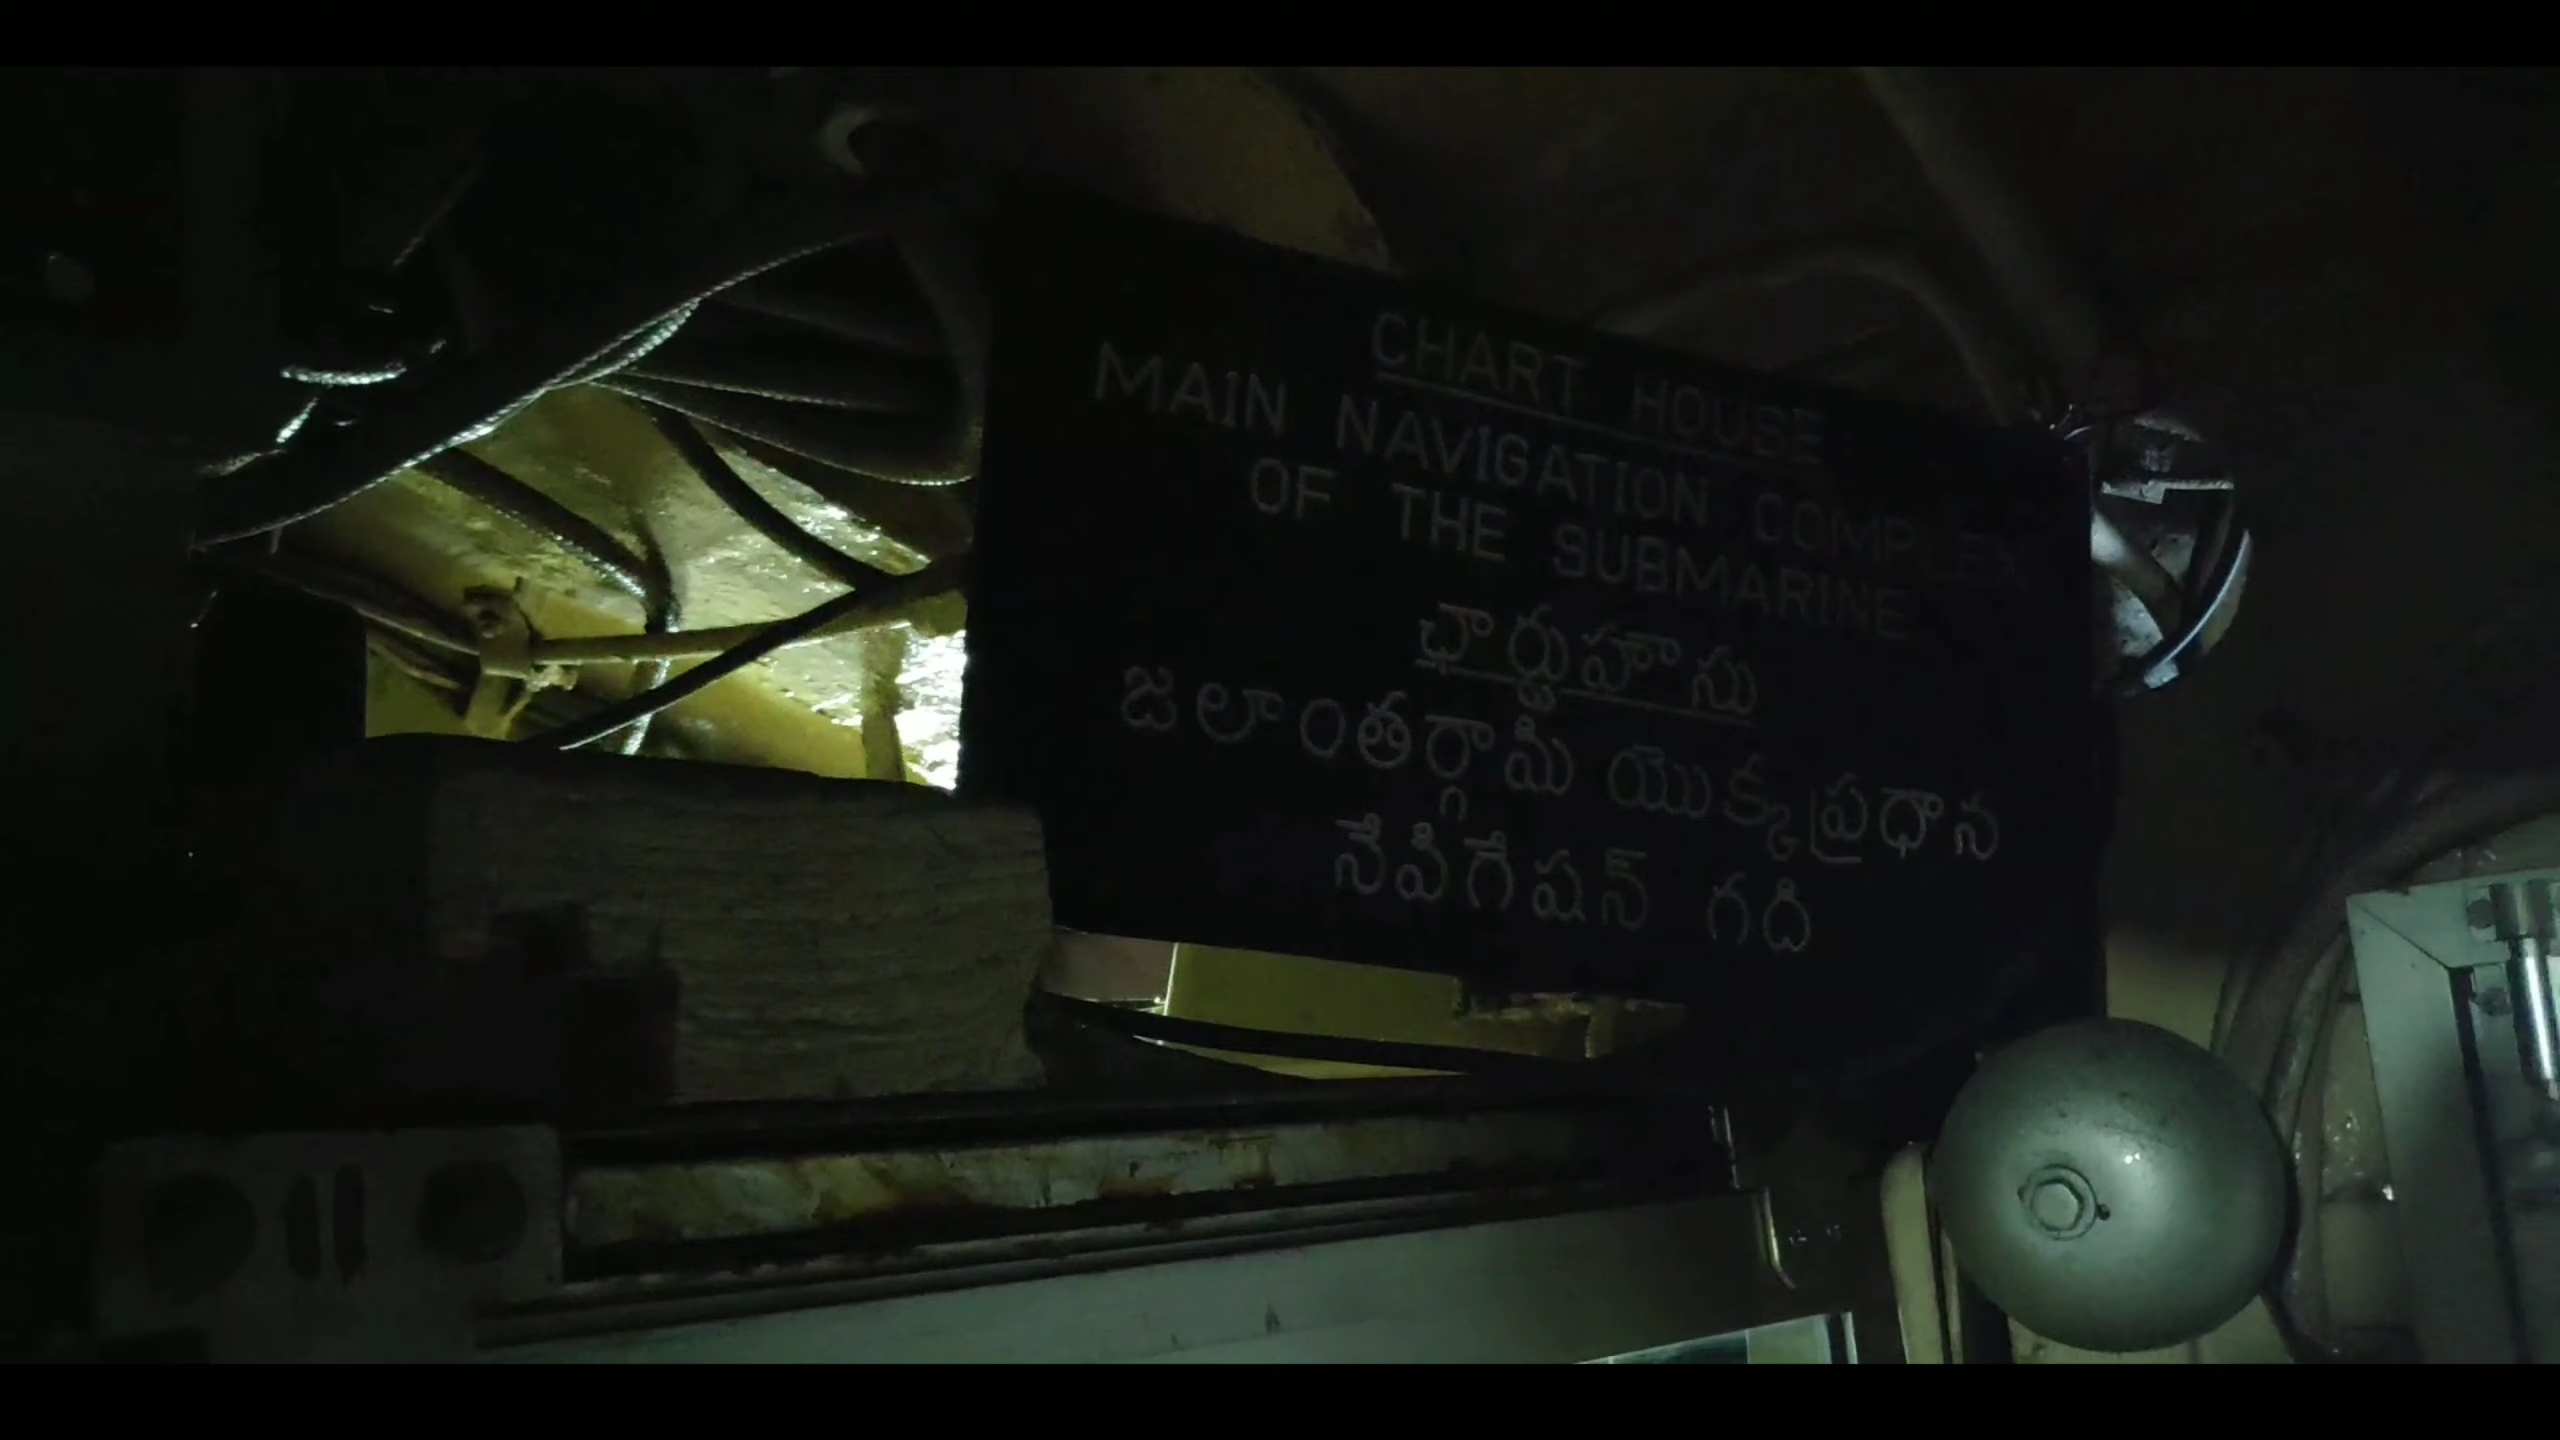 CHART HOUSE
MAIN NAVIGATION COMPLEX
OF THE SUBMARINE
ఛార్టుహౌసు
జలాంతర్గామి యొక్క ప్రధాన
నేవిగేషన్ గది